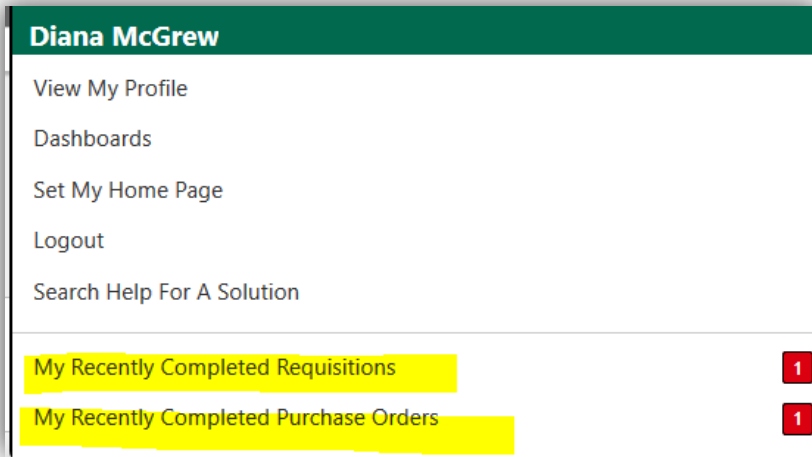 Diana McGrew
View My Profile
Dashboards
Set My Home Page
Logout
Search Help For A Solution
My Recently Completed Requisitions 1
My Recently Completed Purchase Orders 1